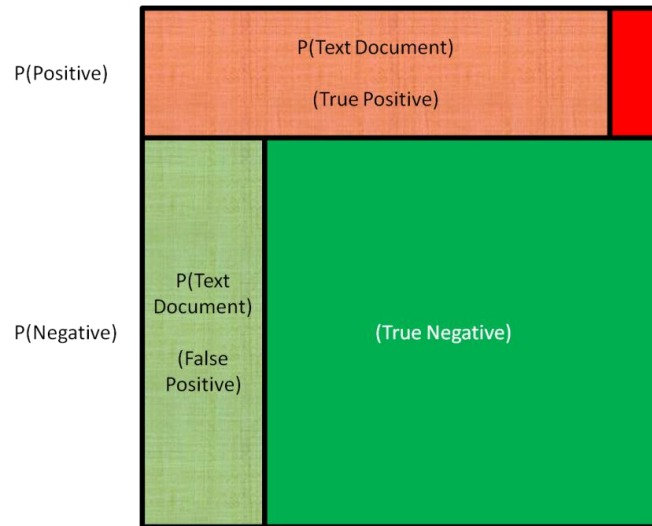 P(Positive)
P(Text Document)
(True Positive)
P(Negative)
P(Text
Document)
(False
Positive)
(True Negative)